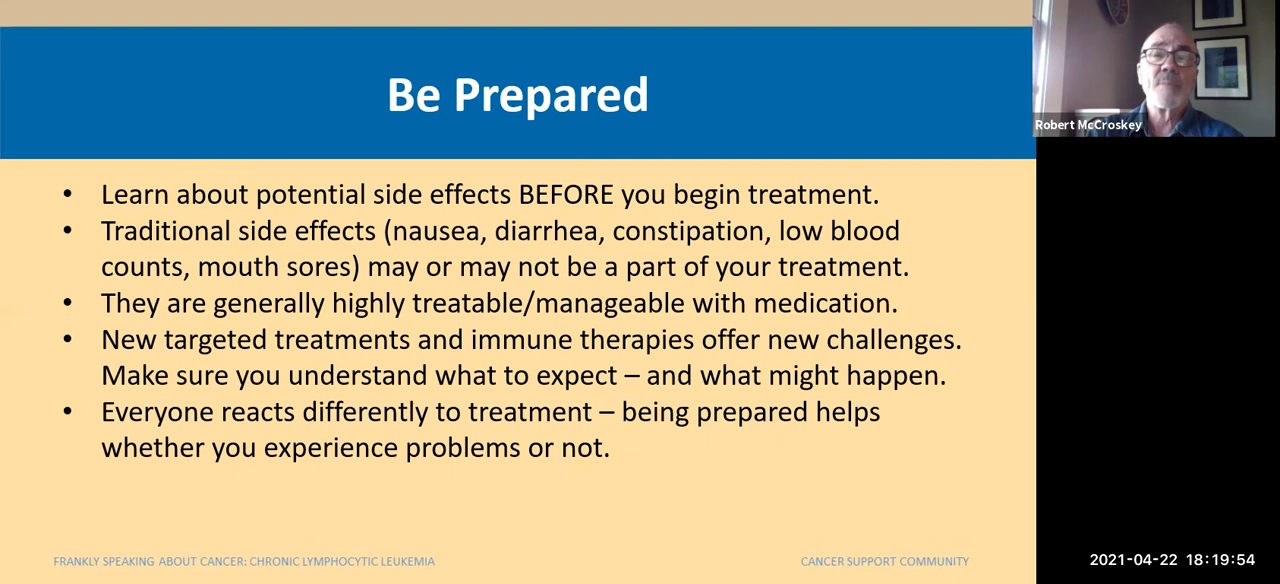 Be Prepared
Robert McCroskey
• Learn about potential side effects BEFORE you begin treatment.
• Traditional side effects (nausea, diarrhea, constipation, low blood
counts, mouth sores) may or may not be a part of your treatment.
• They are generally highly treatable/manageable with medication.
• New targeted treatments and immune therapies offer new challenges.
Make sure you understand what to expect – and what might happen.
• Everyone reacts differently to treatment – being prepared helps
whether you experience problems or not.
FRANKLY SPEAKING ABOUT CANCER: CHRONIC LYMPHOCYTIC LEUKEMIA
CANCER SUPPORT COMMUNITY
2021-04-22 18:19:54